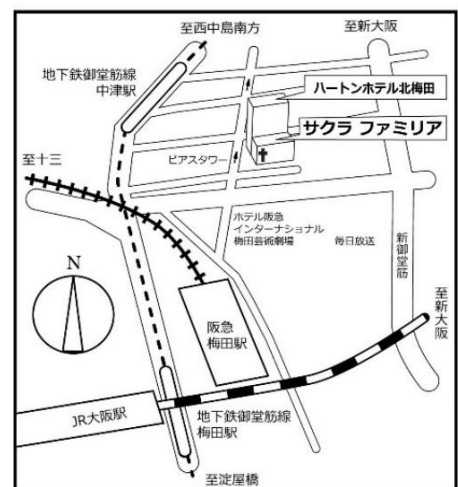 至西中島南方
至新大阪
地下鉄御堂筋線
中津駅
ハートンホテル北梅田
サクラ ファミリア
ピアスタワー
至十三
ホテル阪急
インターナショナル
梅田芸術劇場
毎日放送
新御堂筋
N
至新大阪
阪急
梅田駅
JR大阪駅
地下鉄御堂筋線
梅田駅
至淀屋橋